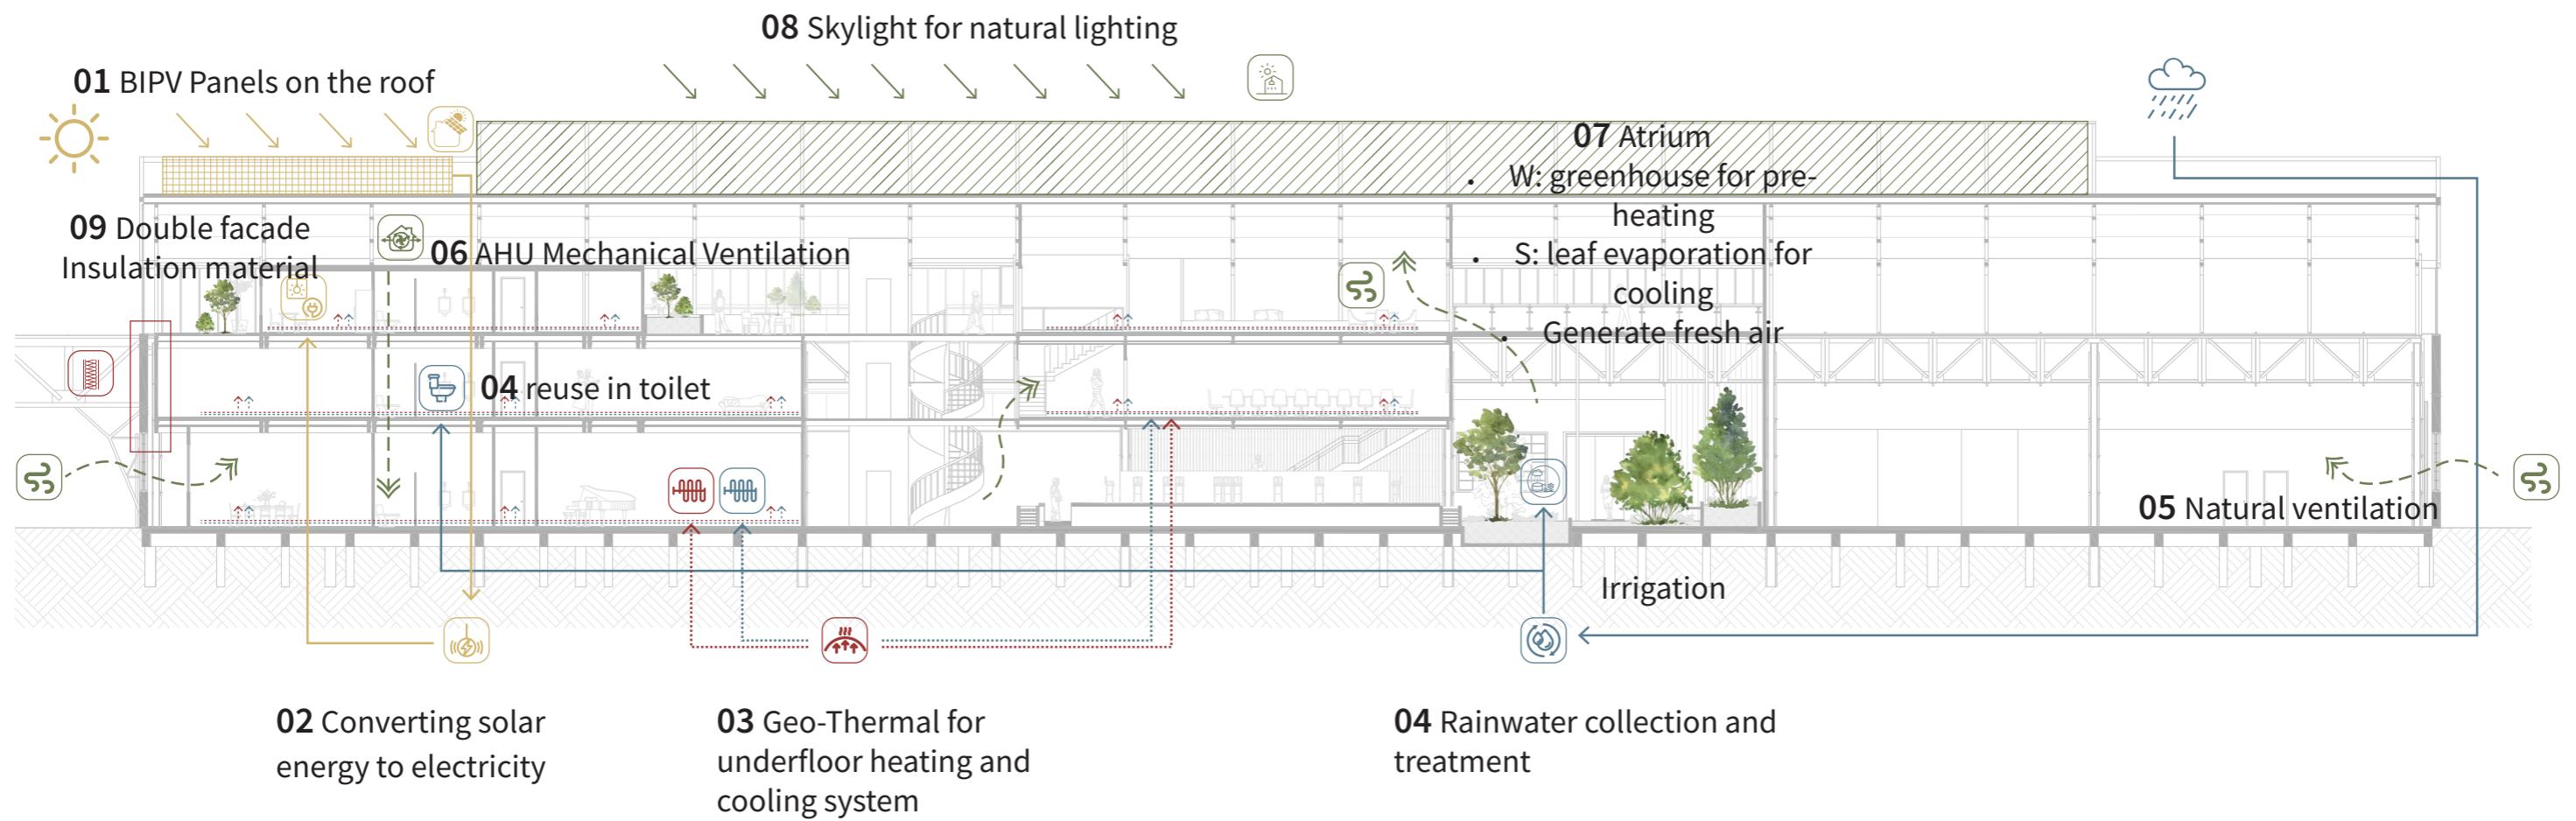 08 Skylight for natural lighting
01 BIPV Panels on the roof
07 Atrium
• W: greenhouse for pre-
heating
• S: leaf evaporation for
cooling
• Generate fresh air
09 Double facade
Insulation material
06 AHU Mechanical Ventilation
04 reuse in toilet
05 Natural ventilation
Irrigation
02 Converting solar
energy to electricity
03 Geo-Thermal for
underfloor heating and
cooling system
04 Rainwater collection and
treatment